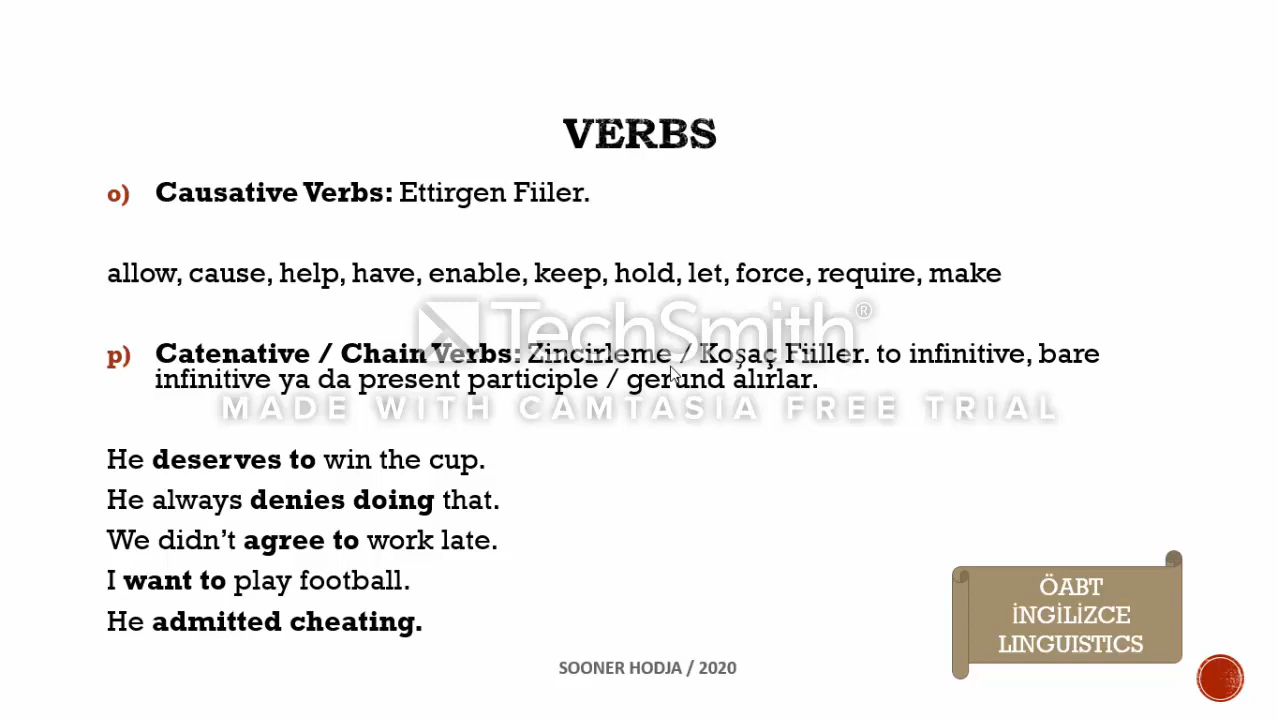 VERBS
o) Causative Verbs: Ettirgen Fiiler.
allow, cause, help, have, enable, keep, hold, let, force, require, make
TechSmith®
p) Catenative / Chain Verbs: Zincirleme / Koşaç Fiiller. to infinitive, bare
infinitive ya da present participle / gerund alırlar.
MADE WITH CAMTASIA FREE TRIAL
He deserves to win the cup.
He always denies doing that.
We didn't agree to work late.
I want to play football.
He admitted cheating.
ÖABT
İNGİLİZCE
LINGUISTICS
SOONER HODJA / 2020